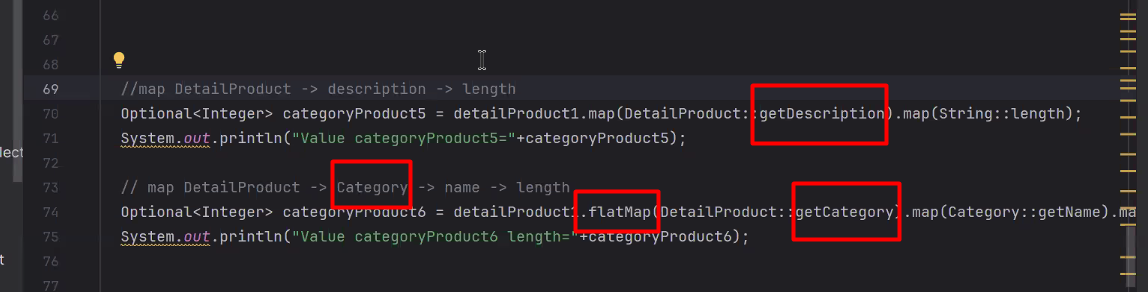 66
67
68
69 //map DetailProduct -> description -> length
70 Optional<Integer> categoryProduct5 = detailProduct1.map(DetailProduct::getDescription).map(String::length);
71 System.out.println("Value categoryProduct5="+categoryProduct5);
72
lect
73 // map DetailProduct -> Category -> name -> length
74 Optional<Integer> categoryProduct6 = detailProduct1.flatMap(DetailProduct::getCategory).map(Category::getName).ma
75 System.out.println("Value categoryProduct6 length="+categoryProduct6);
76
t
77